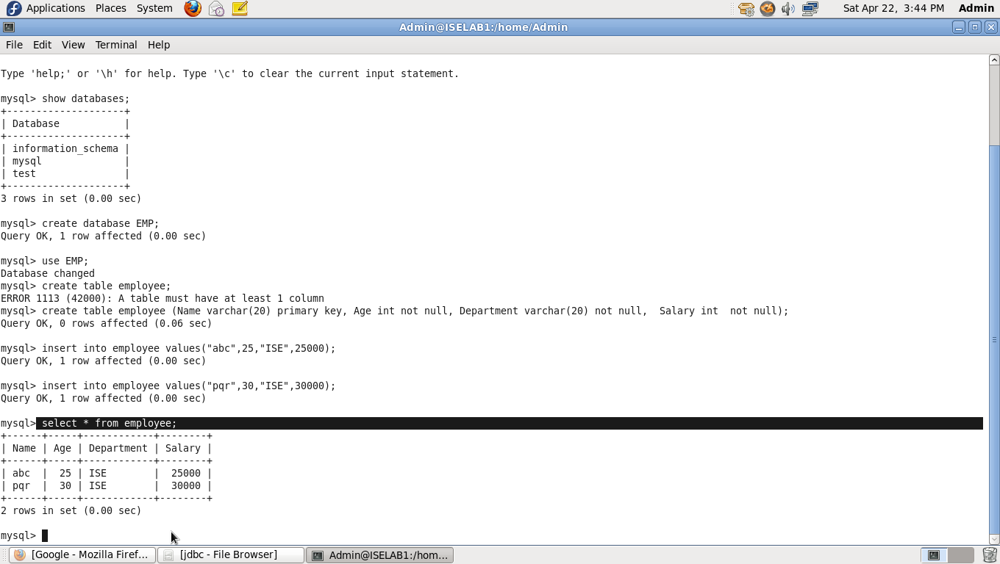 Applications Places System Sat Apr 22, 3:44 PM Admin
Admin@ISELAB1:/home/Admin
File Edit View Terminal Help
Type 'help;' or '\h' for help. Type '\c' to clear the current input statement.
mysql> show databases;
+--------------------+
| Database           |
+--------------------+
| information_schema |
| mysql              |
| test               |
+--------------------+
3 rows in set (0.00 sec)
mysql> create database EMP;
Query OK, 1 row affected (0.00 sec)
mysql> use EMP;
Database changed
mysql> create table employee;
ERROR 1113 (42000): A table must have at least 1 column
mysql> create table employee (Name varchar(20) primary key, Age int not null, Department varchar(20) not null,  Salary int  not null);
Query OK, 0 rows affected (0.06 sec)
mysql> insert into employee values("abc",25,"ISE",25000);
Query OK, 1 row affected (0.00 sec)
mysql> insert into employee values("pqr",30,"ISE",30000);
Query OK, 1 row affected (0.00 sec)
mysql> select * from employee;
+------+-----+------------+--------+
| Name | Age | Department | Salary |
+------+-----+------------+--------+
| abc  |  25 | ISE        |  25000 |
| pqr  |  30 | ISE        |  30000 |
+------+-----+------------+--------+
2 rows in set (0.00 sec)
mysql>
[Google - Mozilla Firef... [jdbc - File Browser] Admin@ISELAB1:/hom...